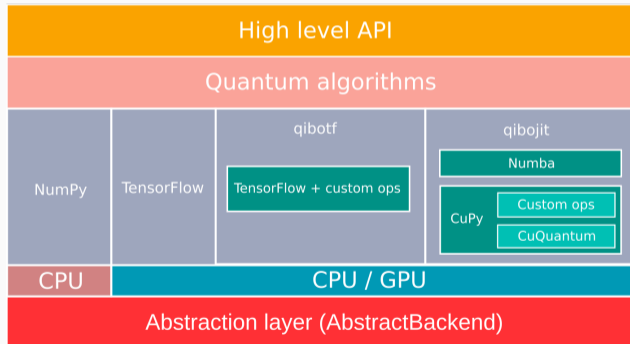 High level API
Quantum algorithms
NumPy
TensorFlow
qibotf
TensorFlow + custom ops
qibojit
Numba
CuPy
Custom ops
CuQuantum
CPU
CPU / GPU
Abstraction layer (AbstractBackend)